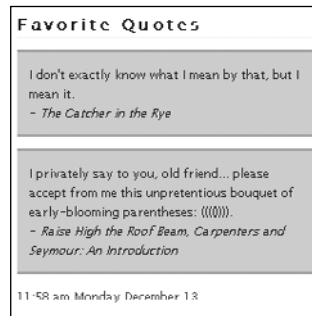 Favorite Quotes
I don't exactly know what I mean by that, but I
mean it.
- The Catcher in the Rye
I privately say to you, old friend... please
accept from me this unpretentious bouquet of
early-blooming parentheses: (((()))).
- Raise High the Roof Beam, Carpenters and
Seymour: An Introduction
11:58 am Monday December 13